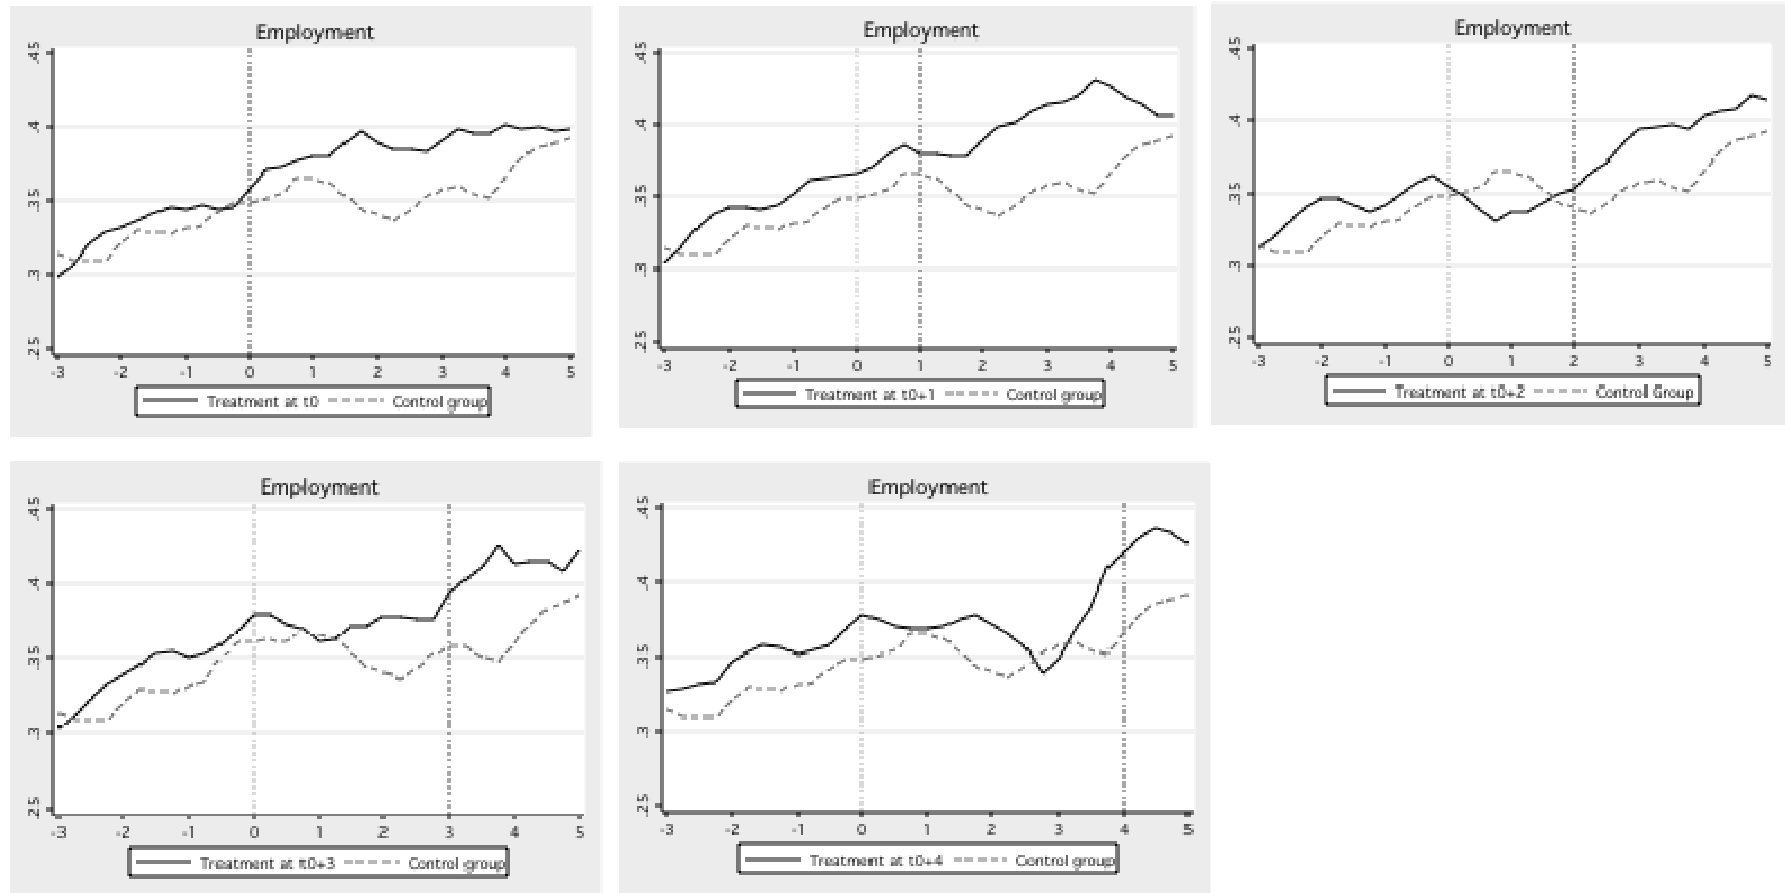 Employment
.45
.4
.35
.3
.25
-3 -2 -1 0 1 2 3 4 5
Treatment at t0 Control group
Employment
.45
.4
.35
.3
.25
-3 -2 -1 0 1 2 3 4 5
Treatment at t0+1 Control group
Employment
.45
.4
.35
.3
.25
-3 -2 -1 0 1 2 3 4 5
Treatment at t0+2 Control Group
Employment
.45
.4
.35
.3
.25
-3 -2 -1 0 1 2 3 4 5
Treatment at t0+3 Control group
Employment
.45
.4
.35
.3
.25
-3 -2 -1 0 1 2 3 4 5
Treatment at t0+4 Control group